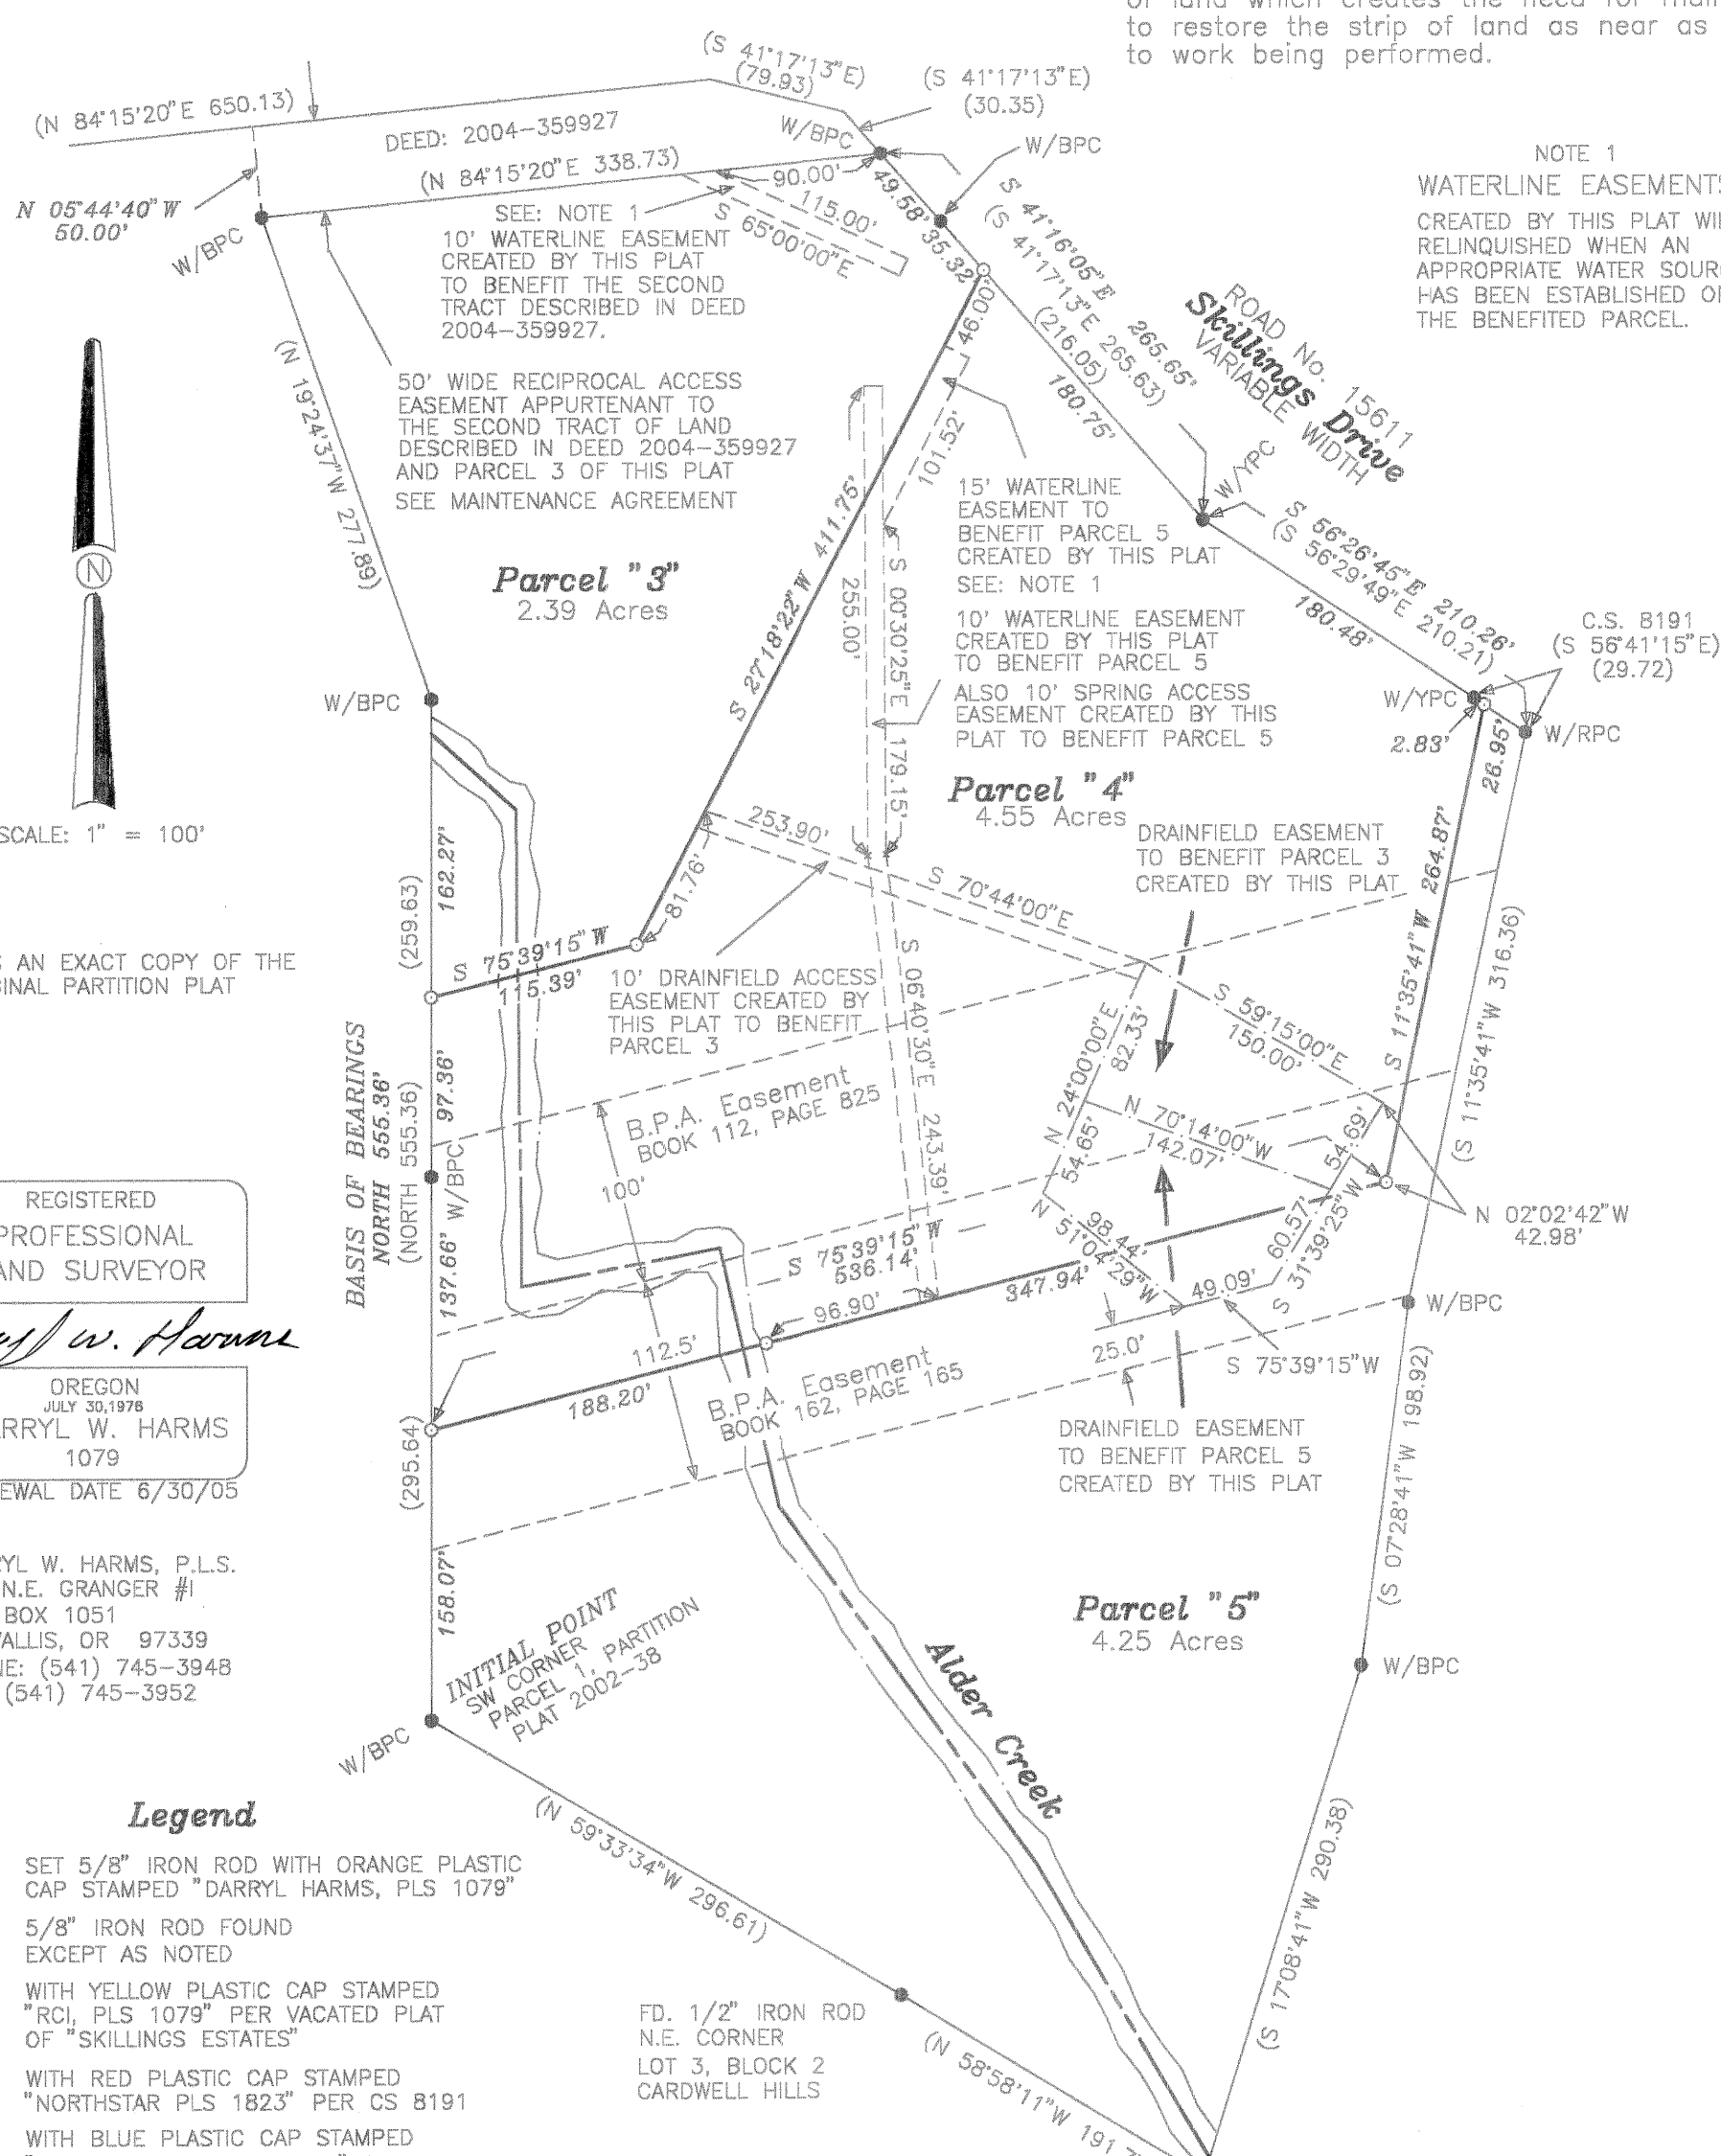 of land which creates the need for
to restore the strip of land as near as
to work being performed.
(S 41°17'13"E)
(79.93)
(S 41°17'13"E)
(30.35)
(N 84°15'20"E 650.13)
DEED: 2004-359927
W/BPC
W/BPC
(N 84°15'20"E 338.73)
90.00'
N 05°44'40"W
50.00'
W/BPC
SEE: NOTE 1
10' WATERLINE EASEMENT
CREATED BY THIS PLAT
TO BENEFIT THE SECOND
TRACT DESCRIBED IN DEED
2004-359927.
115.00'
S 65°00'00"E
49.58'
35.32'
46.00'
S 41°16'05"E 265.65'
(S 41°17'13"E 265.63)
(216.05)
180.75'
ROAD No. 15611
Skillings Drive
VARIABLE WIDTH
NOTE 1
WATERLINE EASEMENTS
CREATED BY THIS PLAT
RELINQUISHED WHEN AN
APPROPRIATE WATER
HAS BEEN ESTABLISHED
THE BENEFITED PARCEL.
(N 19°24'37"W 277.89)
50' WIDE RECIPROCAL ACCESS
EASEMENT APPURTENANT TO
THE SECOND TRACT OF LAND
DESCRIBED IN DEED 2004-359927
AND PARCEL 3 OF THIS PLAT
SEE MAINTENANCE AGREEMENT
N
SCALE: 1" = 100'
Parcel "3"
2.39 Acres
S 27°18'22"W 411.75'
101.52'
255.00'
S 00°30'25"E 179.15'
15' WATERLINE
EASEMENT TO
BENEFIT PARCEL 5
CREATED BY THIS PLAT
SEE: NOTE 1
10' WATERLINE EASEMENT
CREATED BY THIS PLAT
TO BENEFIT PARCEL 5
ALSO 10' SPRING ACCESS
EASEMENT CREATED BY THIS
PLAT TO BENEFIT PARCEL 5
W/YPC
S 56°26'45"E 210.26'
(S 56°29'49"E 210.21)
180.48'
C.S. 8191
(S 56°41'15"E)
(29.72)
W/YPC
2.83'
26.95'
W/RPC
W/BPC
Parcel "4"
4.55 Acres
DRAINFIELD EASEMENT
TO BENEFIT PARCEL 3
CREATED BY THIS PLAT
S 11°35'41"W 264.87'
(S 11°35'41"W 316.36)
162.27'
(259.63)
253.90'
81.76'
S 70°44'00"E
S 75°39'15"W
115.39'
10' DRAINFIELD ACCESS
EASEMENT CREATED BY
THIS PLAT TO BENEFIT
PARCEL 3
AN EXACT COPY OF THE
PARTITION PLAT
S 06°40'30"E 243.39'
S 59°15'00"E
150.00'
N 24°00'00"E
82.33'
54.65'
N 70°14'00"W
142.07'
54.69'
BASIS OF BEARINGS
NORTH 555.36'
(NORTH 555.36)
97.36'
W/BPC
137.66'
B.P.A. Easement
BOOK 112, PAGE 825
100'
REGISTERED
PROFESSIONAL
SURVEYOR
OREGON
JULY 30,1976
W. HARMS
1079
DATE 6/30/05
S 75°39'15"W
536.14'
96.90'
347.94'
98.44'
N 51°04'29"W
49.09'
60.57'
S 31°39'25"W
N 02°02'42"W
42.98'
W/BPC
S 75°39'15"W
25.0'
112.5'
188.20'
B.P.A. Easement
BOOK 162, PAGE 165
DRAINFIELD EASEMENT
TO BENEFIT PARCEL 5
CREATED BY THIS PLAT
(S 07°28'41"W 198.92)
(295.64)
158.07'
W. HARMS, P.L.S.
N.E. GRANGER #1
BOX 1051
OR 97339
(541) 745-3948
(541) 745-3952
INITIAL POINT
SW CORNER
PARCEL 1, PARTITION
PLAT 2002-38
W/BPC
Parcel "5"
4.25 Acres
W/BPC
Alder Creek
(N 59°33'34"W 296.61)
(S 17°08'41"W 290.38)
Legend
SET 5/8" IRON ROD WITH ORANGE PLASTIC
CAP STAMPED "DARRYL HARMS, PLS 1079"
5/8" IRON ROD FOUND
EXCEPT AS NOTED
WITH YELLOW PLASTIC CAP STAMPED
"RCI, PLS 1079" PER VACATED PLAT
OF "SKILLINGS ESTATES"
WITH RED PLASTIC CAP STAMPED
"NORTHSTAR PLS 1823" PER CS 8191
WITH BLUE PLASTIC CAP STAMPED
FD. 1/2" IRON ROD
N.E. CORNER
LOT 3, BLOCK 2
CARDWELL HILLS
(N 58°58'11"W